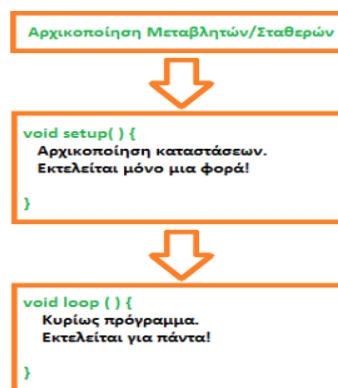 Αρχικοποίηση Μεταβλητών/Σταθερών
void setup( ) {
Αρχικοποίηση καταστάσεων.
Εκτελείται μόνο μια φορά!
}
void loop ( ) {
Κυρίως πρόγραμμα.
Εκτελείται για πάντα!
}